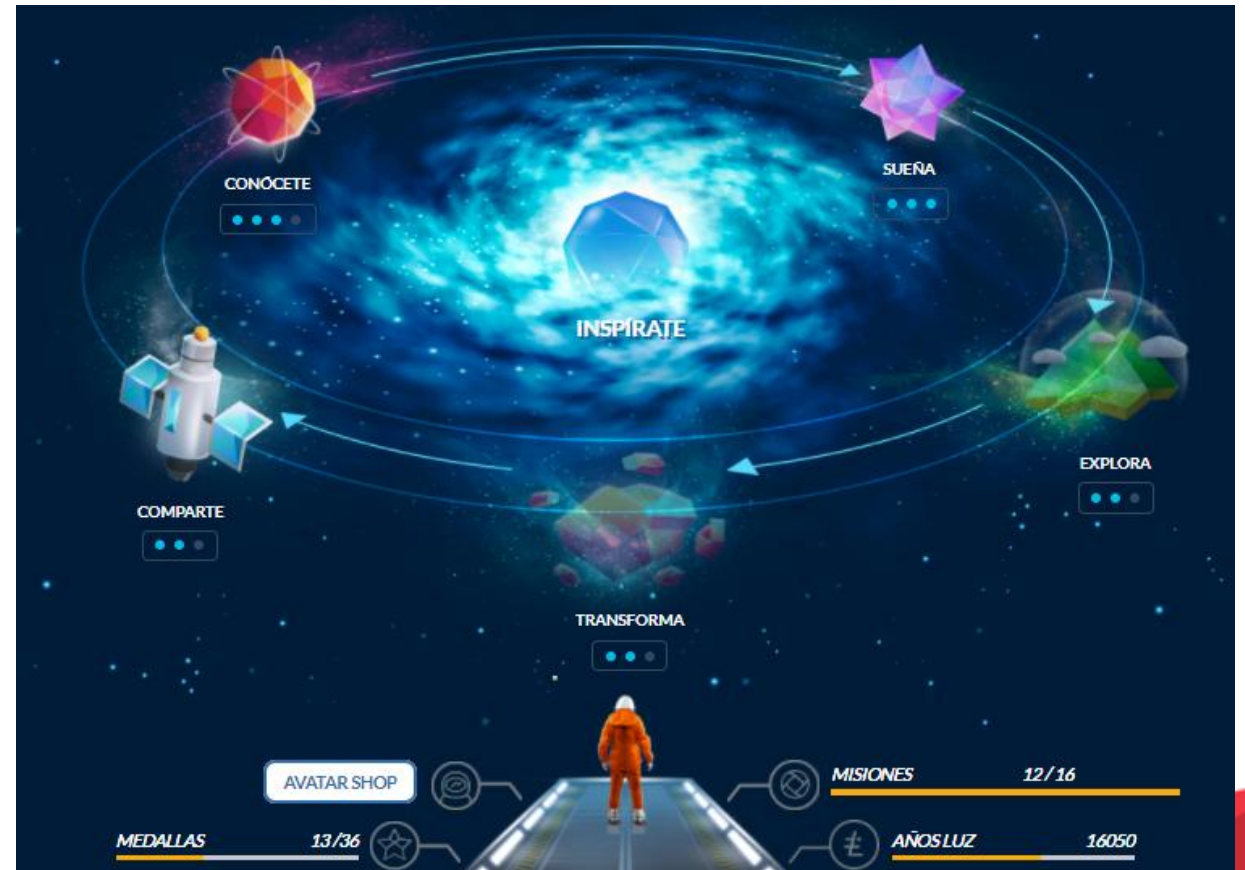 CONÓCETE
SUEÑA
INSPÍRATE
EXPLORA
COMPARTE
TRANSFORMA
AVATAR SHOP
MISIONES 12/16
MEDALLAS 13/36
AÑOS LUZ 16050